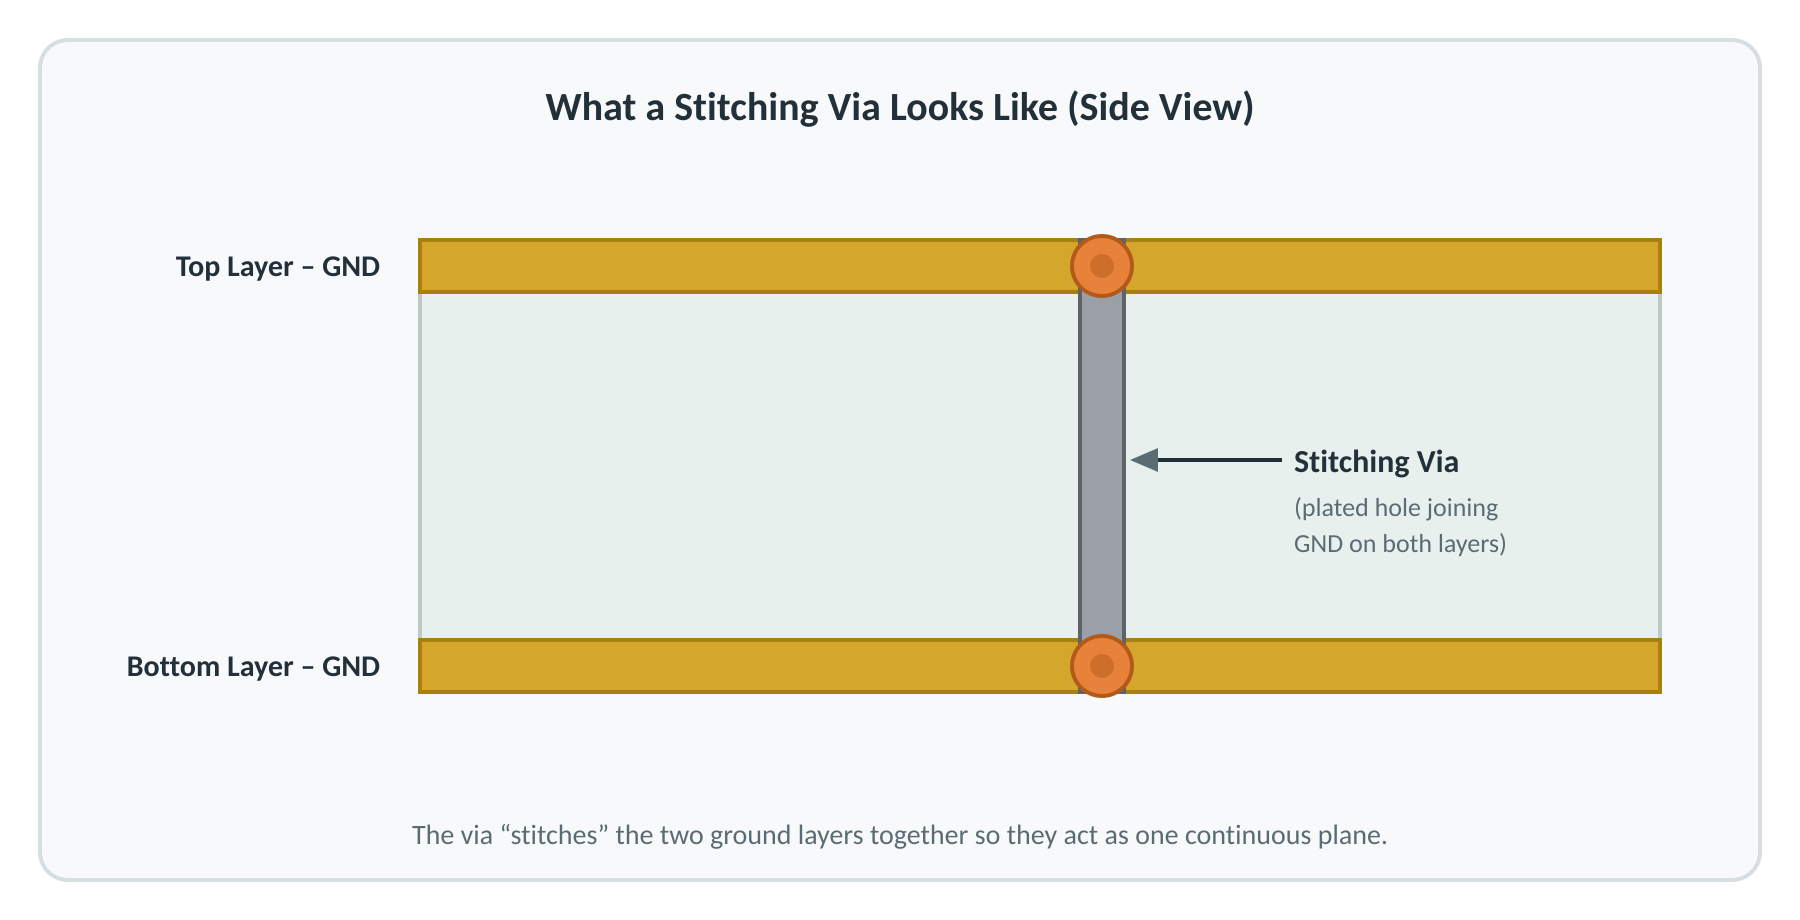 What a Stitching Via Looks Like (Side View)
Top Layer – GND
Stitching Via
(plated hole joining
GND on both layers)
Bottom Layer – GND
The via “stitches” the two ground layers together so they act as one continuous plane.